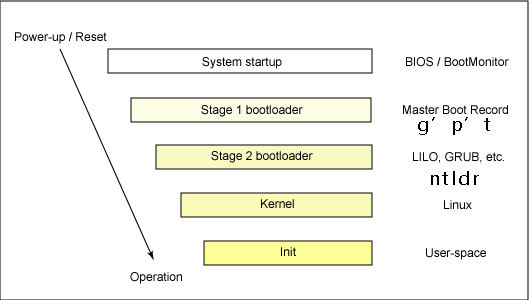 Power-up / Reset
System startup
BIOS / BootMonitor
Stage 1 bootloader
Master Boot Record
g′ p′ t
Stage 2 bootloader
LILO, GRUB, etc.
ntldr
Kernel
Linux
Init
User-space
Operation